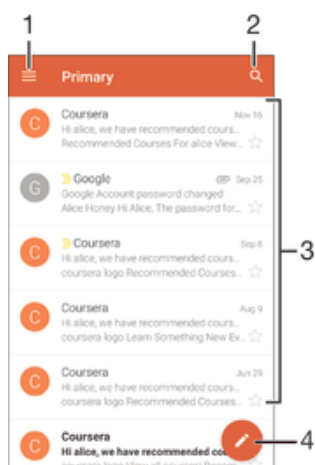 1
2
Primary
C
Coursera
Nov 16
Hi alice, we have recommended cours...
Recommended Courses For alice View...
G
Google
Sep 25
Google Account password changed
Alice Honey Hi Alice, The password for...
C
Coursera
Sep 6
Hi alice, we have recommended cours...
coursera logo Recommended Courses...
3
C
Coursera
Aug 9
Hi alice, we have recommended cours...
coursera logo Learn Something New Ev...
C
Coursera
Jun 29
Hi alice, we have recommended cours...
coursera logo Recommended Courses...
C
Coursera
Hi alice, we have recommended co
4